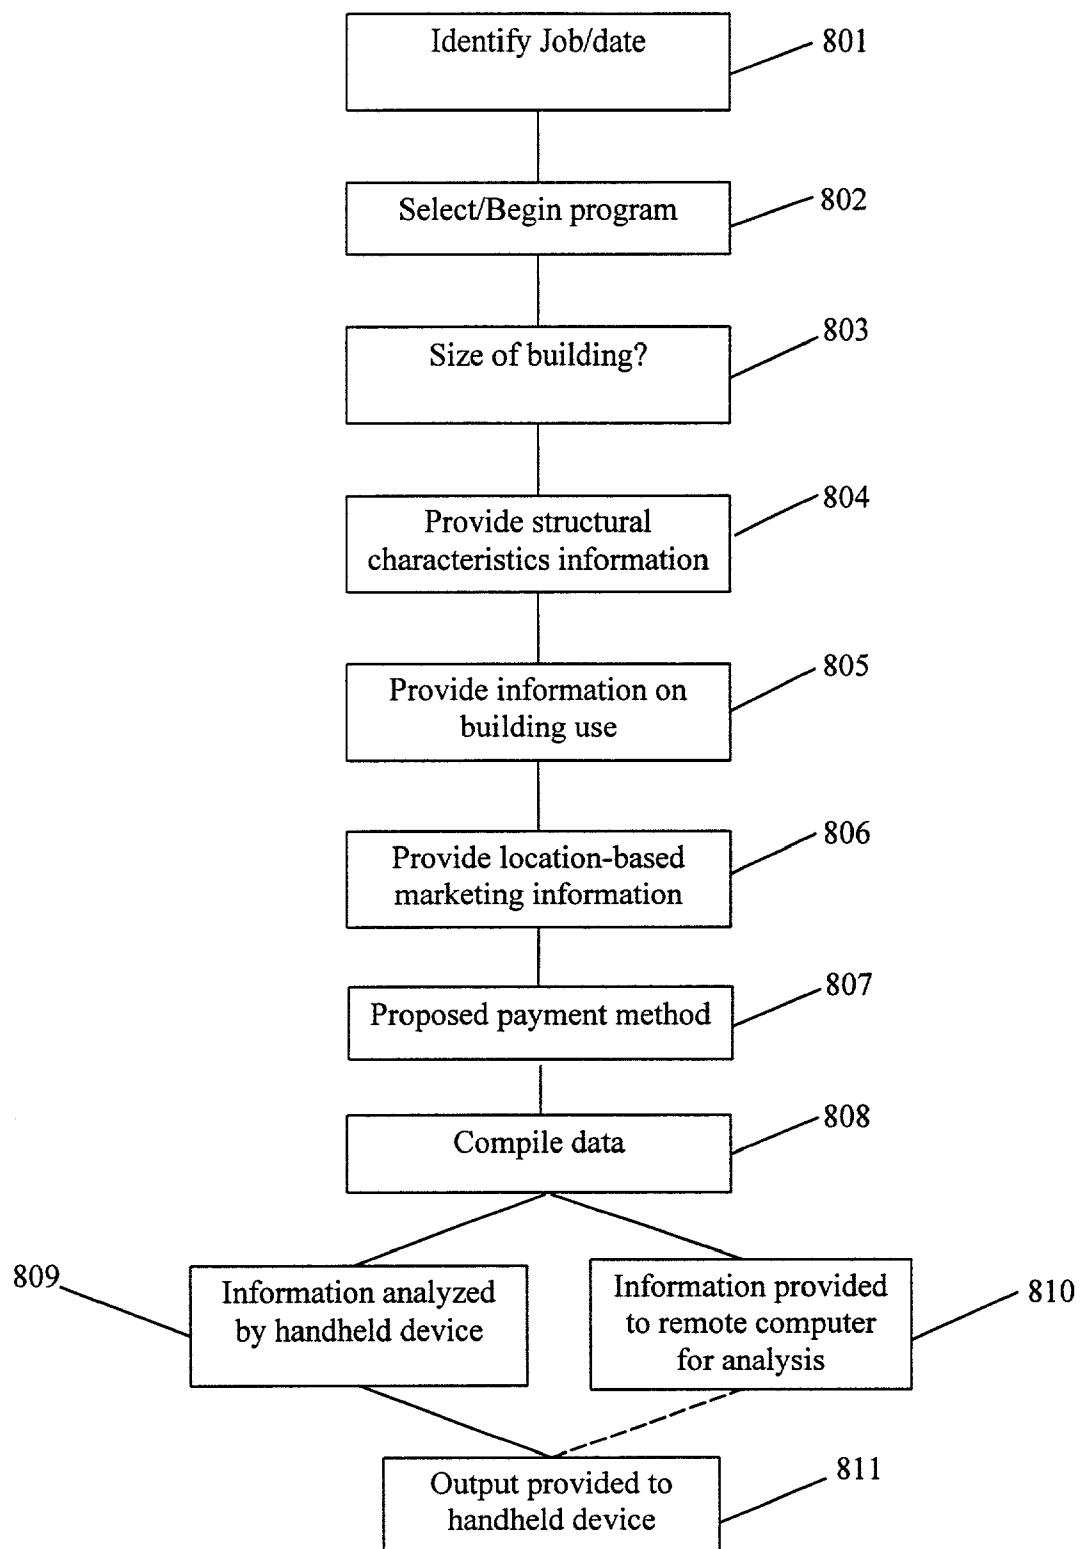 Identify Job/date
801
Select/Begin program
802
Size of building?
803
Provide structural
characteristics information
804
Provide information on
building use
805
Provide location-based
marketing information
806
Proposed payment method
807
Compile data
808
809
Information analyzed
by handheld device
Information provided
to remote computer
for analysis
810
Output provided to
handheld device
811